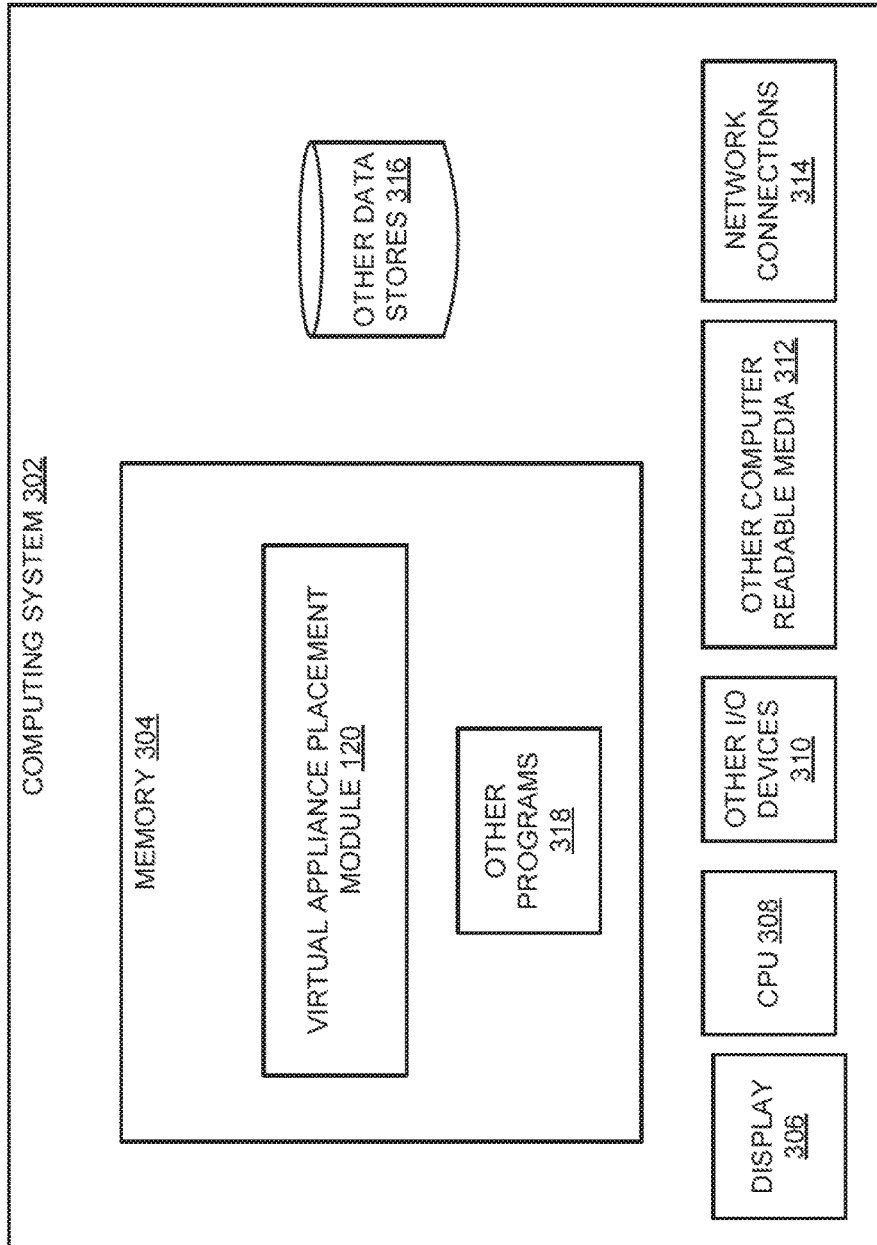 COMPUTING SYSTEM 302
MEMORY 304
VIRTUAL APPLIANCE PLACEMENT
MODULE 120
OTHER
PROGRAMS
318
OTHER DATA
STORES 316
DISPLAY
306
CPU 308
OTHER I/O
DEVICES
310
OTHER COMPUTER
READABLE MEDIA 312
NETWORK
CONNECTIONS
314